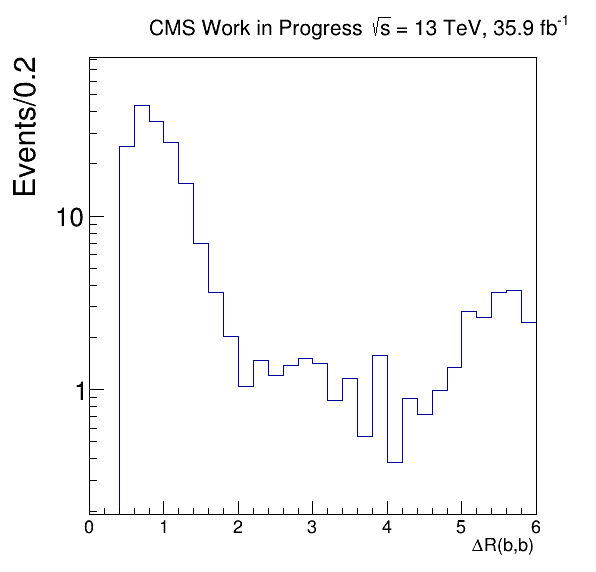 CMS Work in Progress √s = 13 TeV, 35.9 fb⁻¹
Events/0.2
10
1
0 1 2 3 4 5 6
ΔR(b,b)